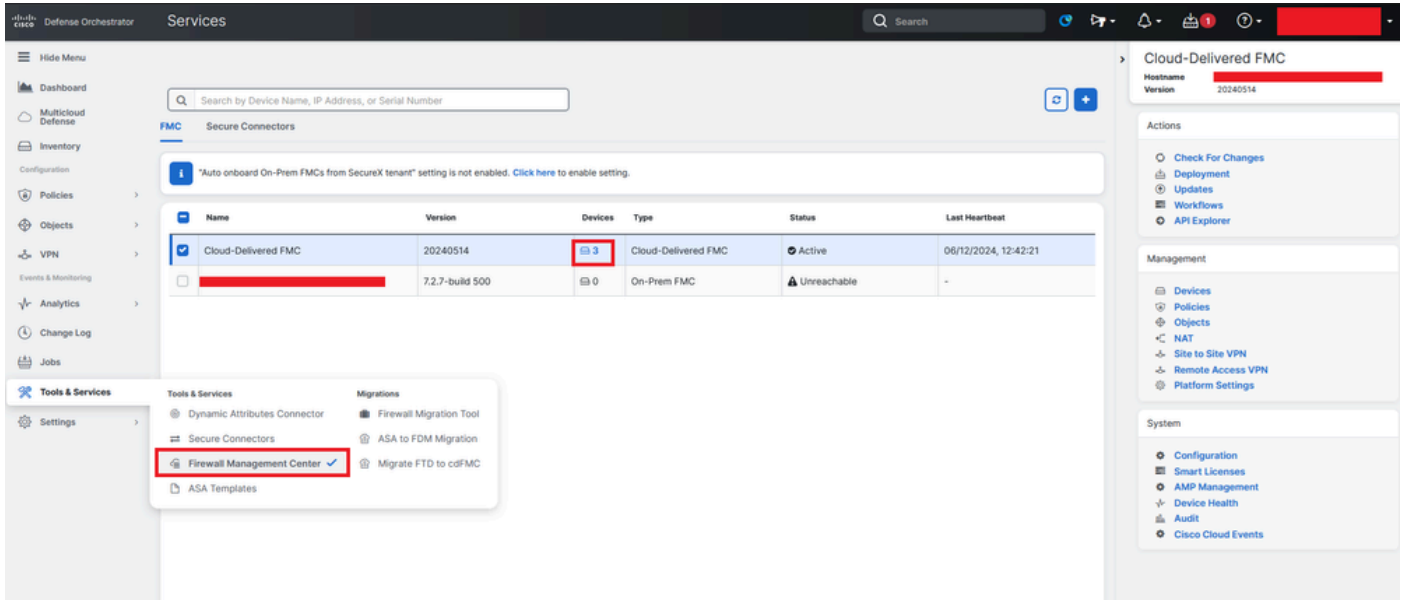 cisco Defense Orchestrator
Services
Search
1
Hide Menu
Dashboard
Multicloud
Defense
Inventory
Configuration
Policies
Objects
VPN
Events & Monitoring
Analytics
Change Log
Jobs
Tools & Services
Settings
Search by Device Name, IP Address, or Serial Number
FMC Secure Connectors
"Auto onboard On-Prem FMCs from SecureX tenant" setting is not enabled. Click here to enable setting.
Name Version Devices Type Status Last Heartbeat
Cloud-Delivered FMC 20240514 3 Cloud-Delivered FMC Active 06/12/2024, 12:42:21
7.2.7-build 500 0 On-Prem FMC Unreachable -
Tools & Services
Dynamic Attributes Connector
Secure Connectors
Firewall Management Center
ASA Templates
Migrations
Firewall Migration Tool
ASA to FDM Migration
Migrate FTD to cdFMC
Cloud-Delivered FMC
Hostname
Version 20240514
Actions
Check For Changes
Deployment
Updates
Workflows
API Explorer
Management
Devices
Policies
Objects
NAT
Site to Site VPN
Remote Access VPN
Platform Settings
System
Configuration
Smart Licenses
AMP Management
Device Health
Audit
Cisco Cloud Events